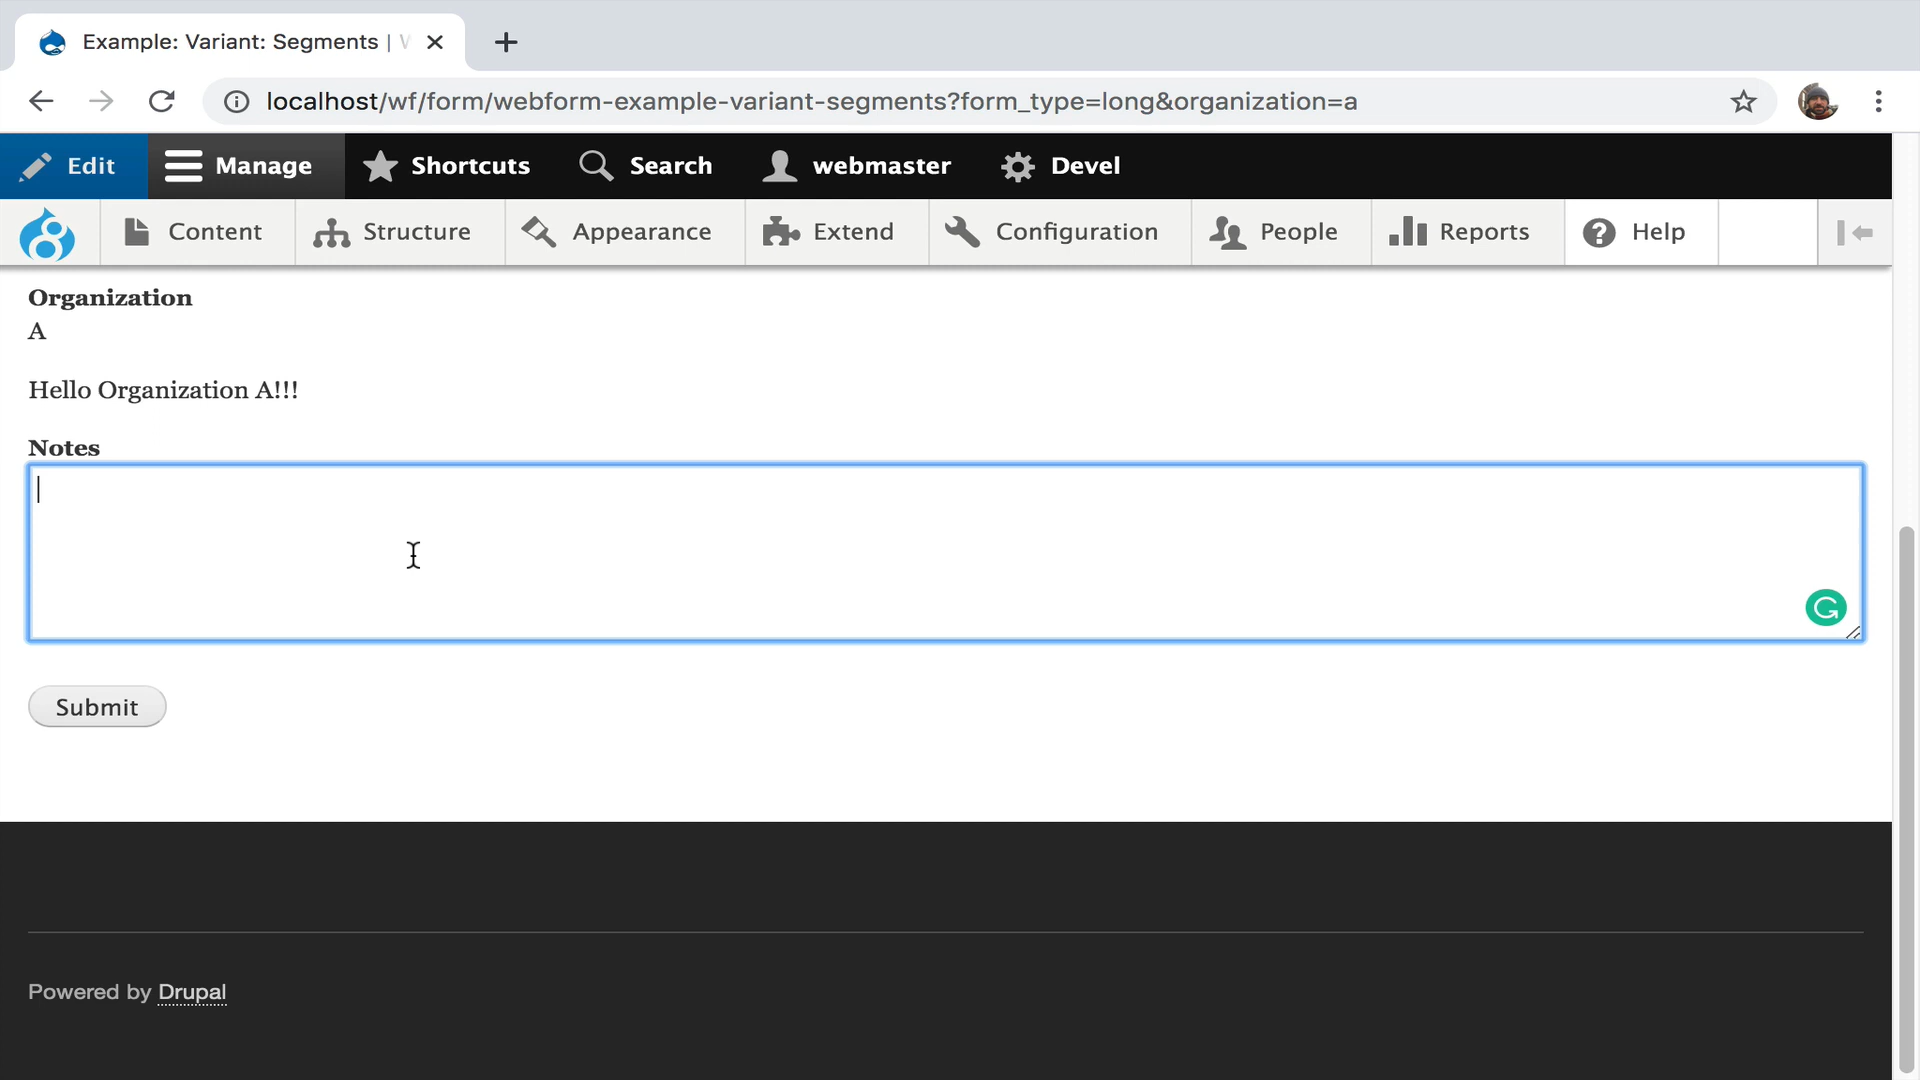 Example: Variant: Segments |
localhost/wf/form/webform-example-variant-segments?form_type=long&organization=a
Edit Manage Shortcuts Search webmaster Devel
Content Structure Appearance Extend Configuration People Reports Help
Organization
A
Hello Organization A!!!
Notes
Submit
Powered by Drupal